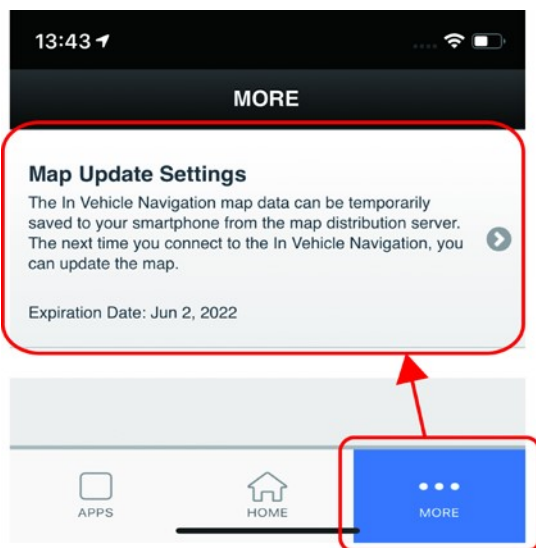 13:43
MORE
Map Update Settings
The In Vehicle Navigation map data can be temporarily
saved to your smartphone from the map distribution server.
The next time you connect to the In Vehicle Navigation, you
can update the map.
Expiration Date: Jun 2, 2022
APPS HOME MORE